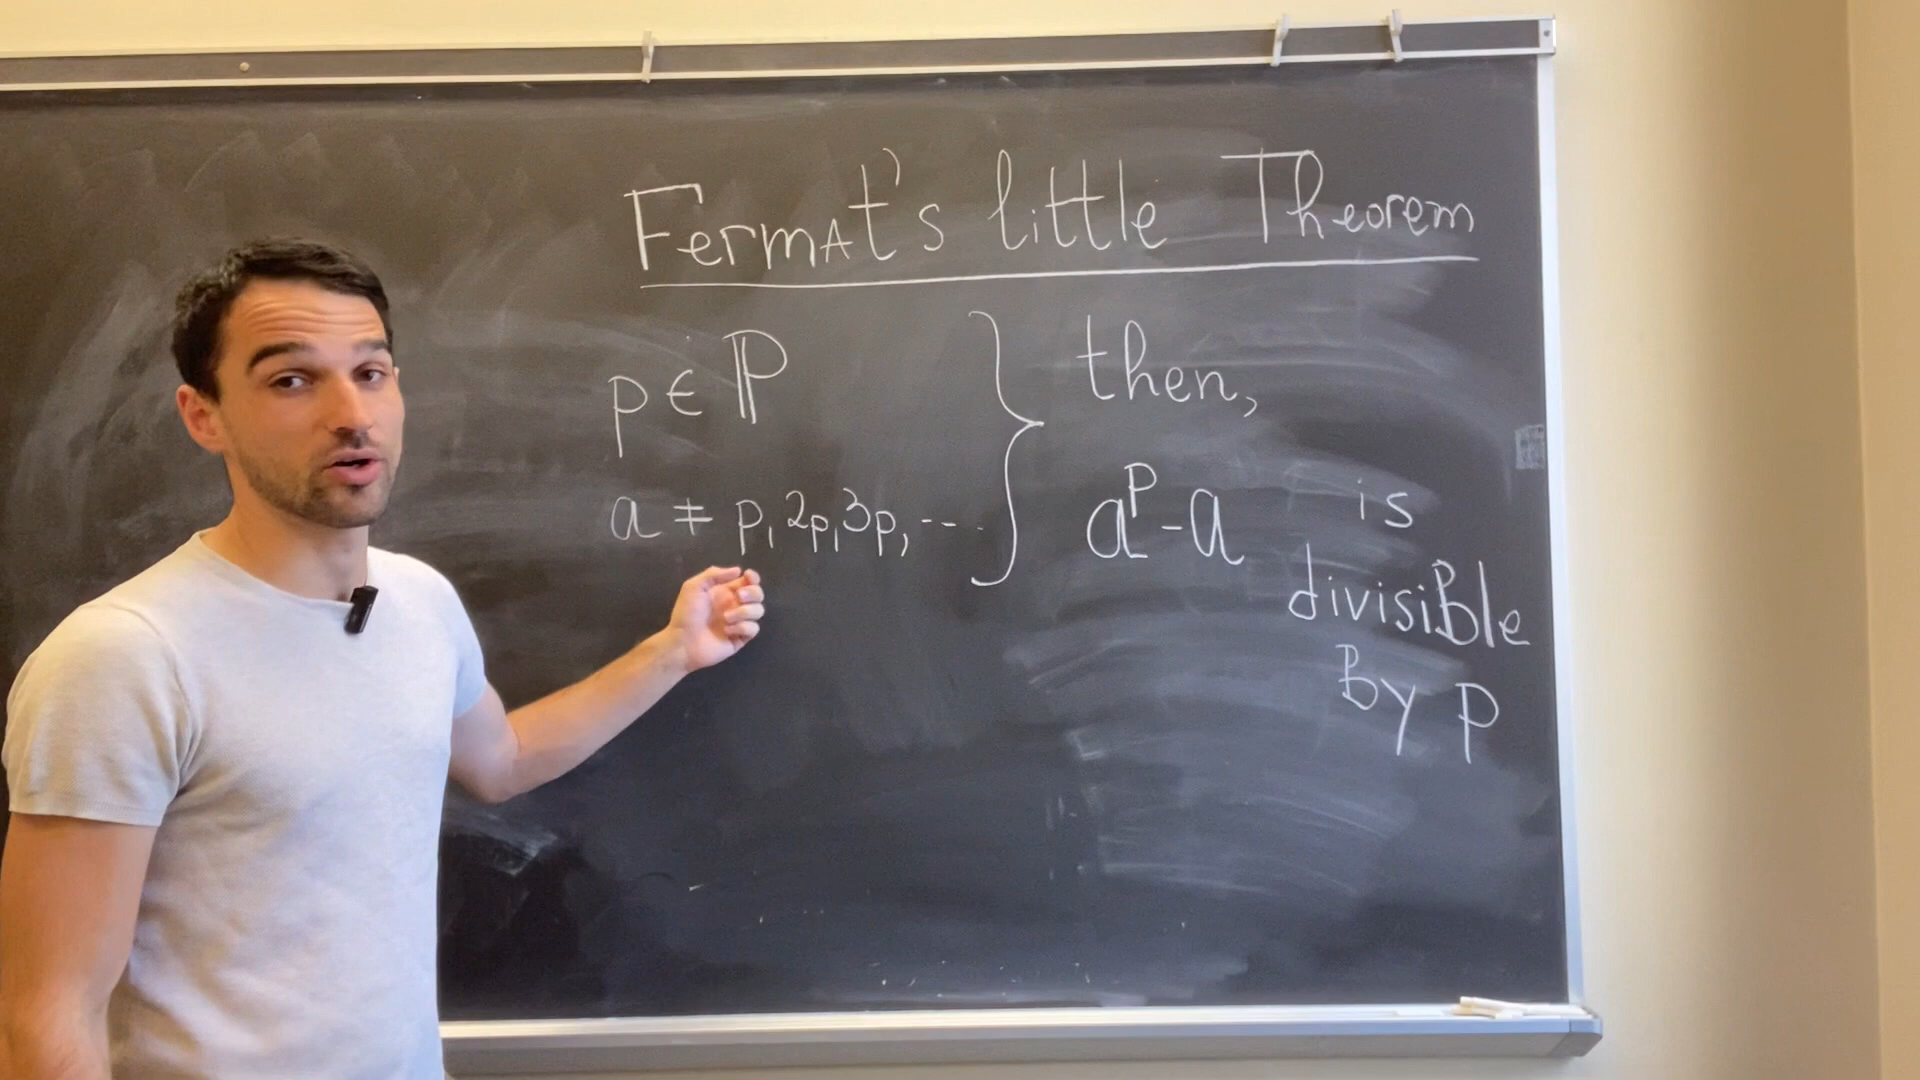 Fermat's little Theorem
p ∈ ℙ
a ≠ p, 2p, 3p, ---
then,
a^p - a is
divisible
By p